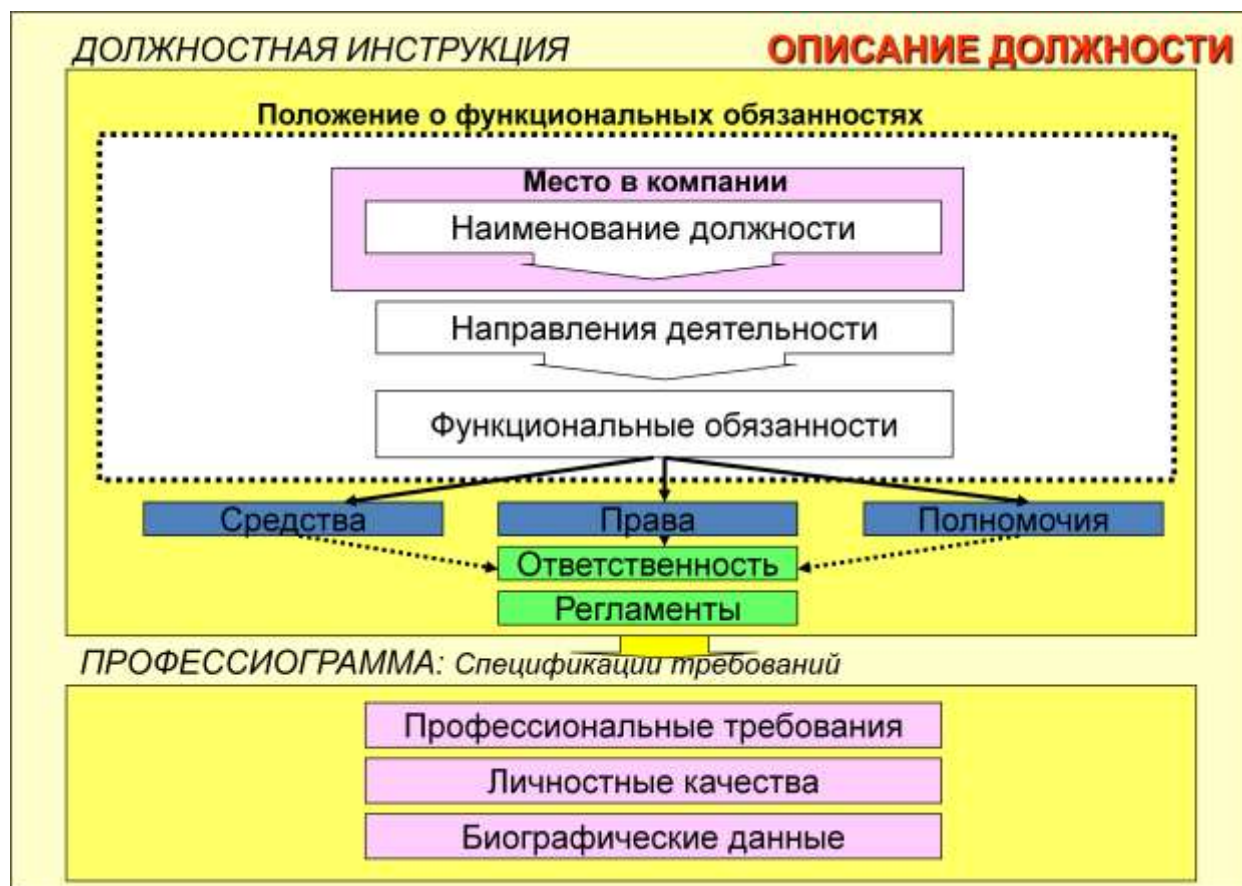 ДОЛЖНОСТНАЯ ИНСТРУКЦИЯ
ОПИСАНИЕ ДОЛЖНОСТИ
Положение о функциональных обязанностях
Место в компании
Наименование должности
Направления деятельности
Функциональные обязанности
Средства
Права
Полномочия
Ответственность
Регламенты
ПРОФЕССИОГРАММА: Спецификации требований
Профессиональные требования
Личностные качества
Биографические данные